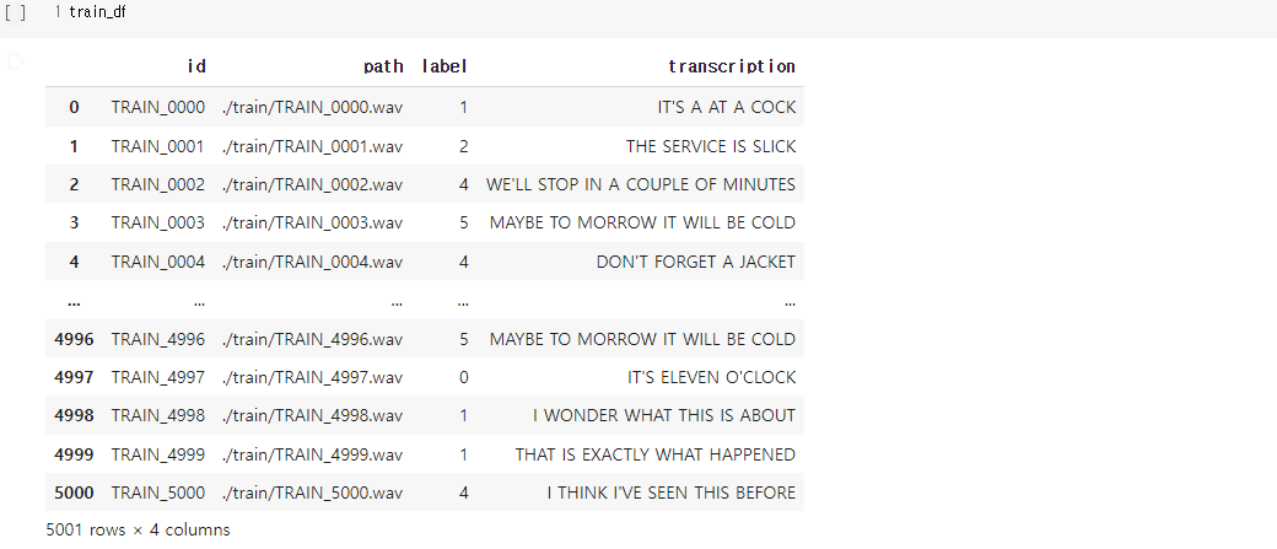 [ ] 1 train_df
id path label transcription
0 TRAIN_0000 ./train/TRAIN_0000.wav 1 IT'S A AT A COCK
1 TRAIN_0001 ./train/TRAIN_0001.wav 2 THE SERVICE IS SLICK
2 TRAIN_0002 ./train/TRAIN_0002.wav 4 WE'LL STOP IN A COUPLE OF MINUTES
3 TRAIN_0003 ./train/TRAIN_0003.wav 5 MAYBE TO MORROW IT WILL BE COLD
4 TRAIN_0004 ./train/TRAIN_0004.wav 4 DON'T FORGET A JACKET
... ... ... ... ...
4996 TRAIN_4996 ./train/TRAIN_4996.wav 5 MAYBE TO MORROW IT WILL BE COLD
4997 TRAIN_4997 ./train/TRAIN_4997.wav 0 IT'S ELEVEN O'CLOCK
4998 TRAIN_4998 ./train/TRAIN_4998.wav 1 I WONDER WHAT THIS IS ABOUT
4999 TRAIN_4999 ./train/TRAIN_4999.wav 1 THAT IS EXACTLY WHAT HAPPENED
5000 TRAIN_5000 ./train/TRAIN_5000.wav 4 I THINK I'VE SEEN THIS BEFORE
5001 rows × 4 columns